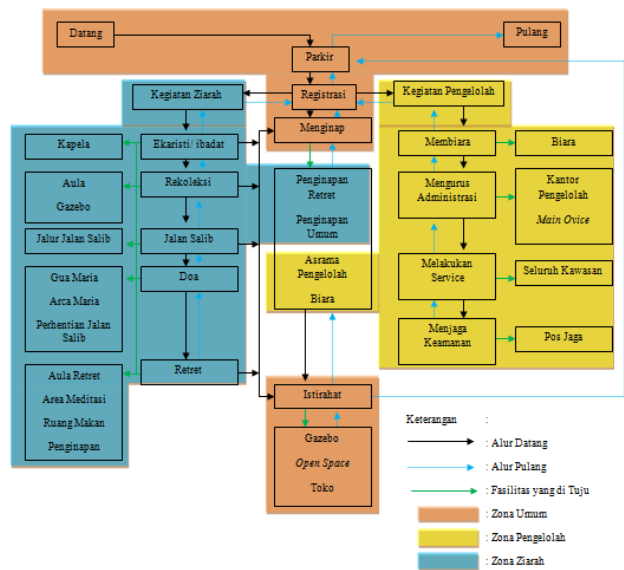 Datang
Pulang
Parkir
Kegiatan Ziarah
Registrasi
Kegiatan Pengelolah
Menginap
Kapela
Ekaristi/ ibadat
Membiara
Biara
Aula
Gazebo
Rekoleksi
Penginapan
Retret
Penginapan
Umum
Mengurus
Administrasi
Kantor
Pengelolah
Main Ovice
Jalur Jalan Salib
Jalan Salib
Gua Maria
Arca Maria
Perhentian Jalan
Salib
Doa
Asrama
Pengelolah
Biara
Melakukan
Service
Seluruh Kawasan
Menjaga
Keamanan
Pos Jaga
Aula Retret
Area Meditasi
Ruang Makan
Penginapan
Retret
Istirahat
Gazebo
Open Space
Toko
Keterangan :
: Alur Datang
: Alur Pulang
: Fasilitas yang di Tuju
: Zona Umum
: Zona Pengelolah
: Zona Ziarah